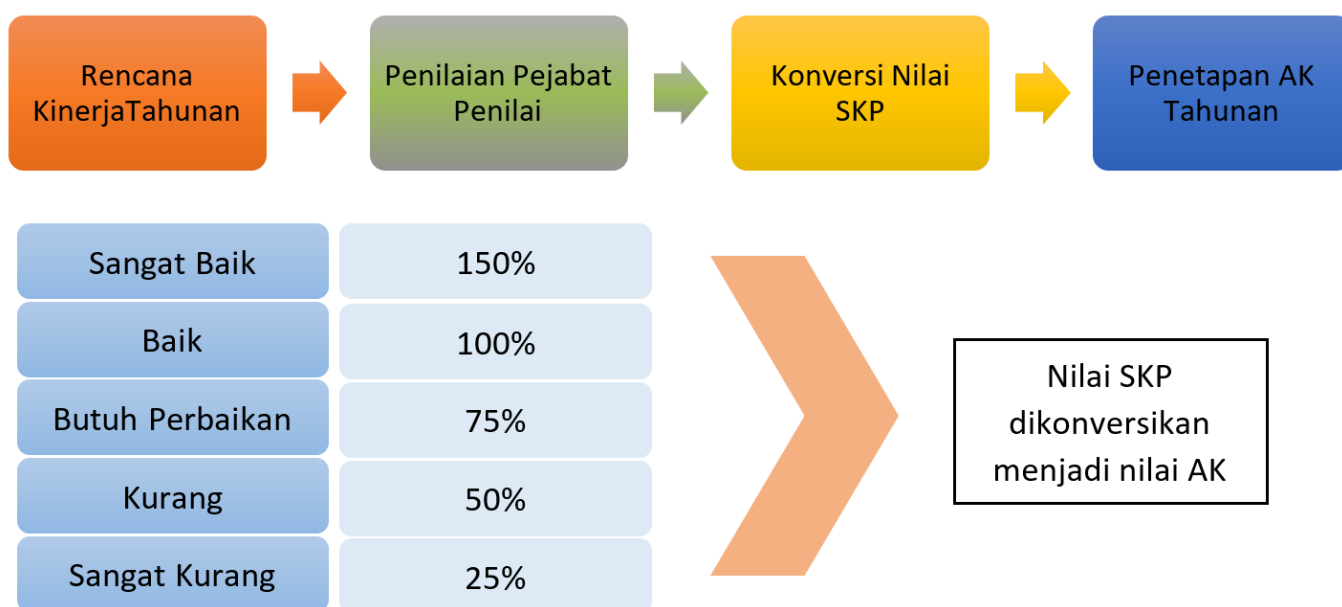 Rencana
KinerjaTahunan
Penilaian Pejabat
Penilai
Konversi Nilai
SKP
Penetapan AK
Tahunan
Sangat Baik
150%
Baik
100%
Butuh Perbaikan
75%
Kurang
50%
Sangat Kurang
25%
Nilai SKP
dikonversikan
menjadi nilai AK